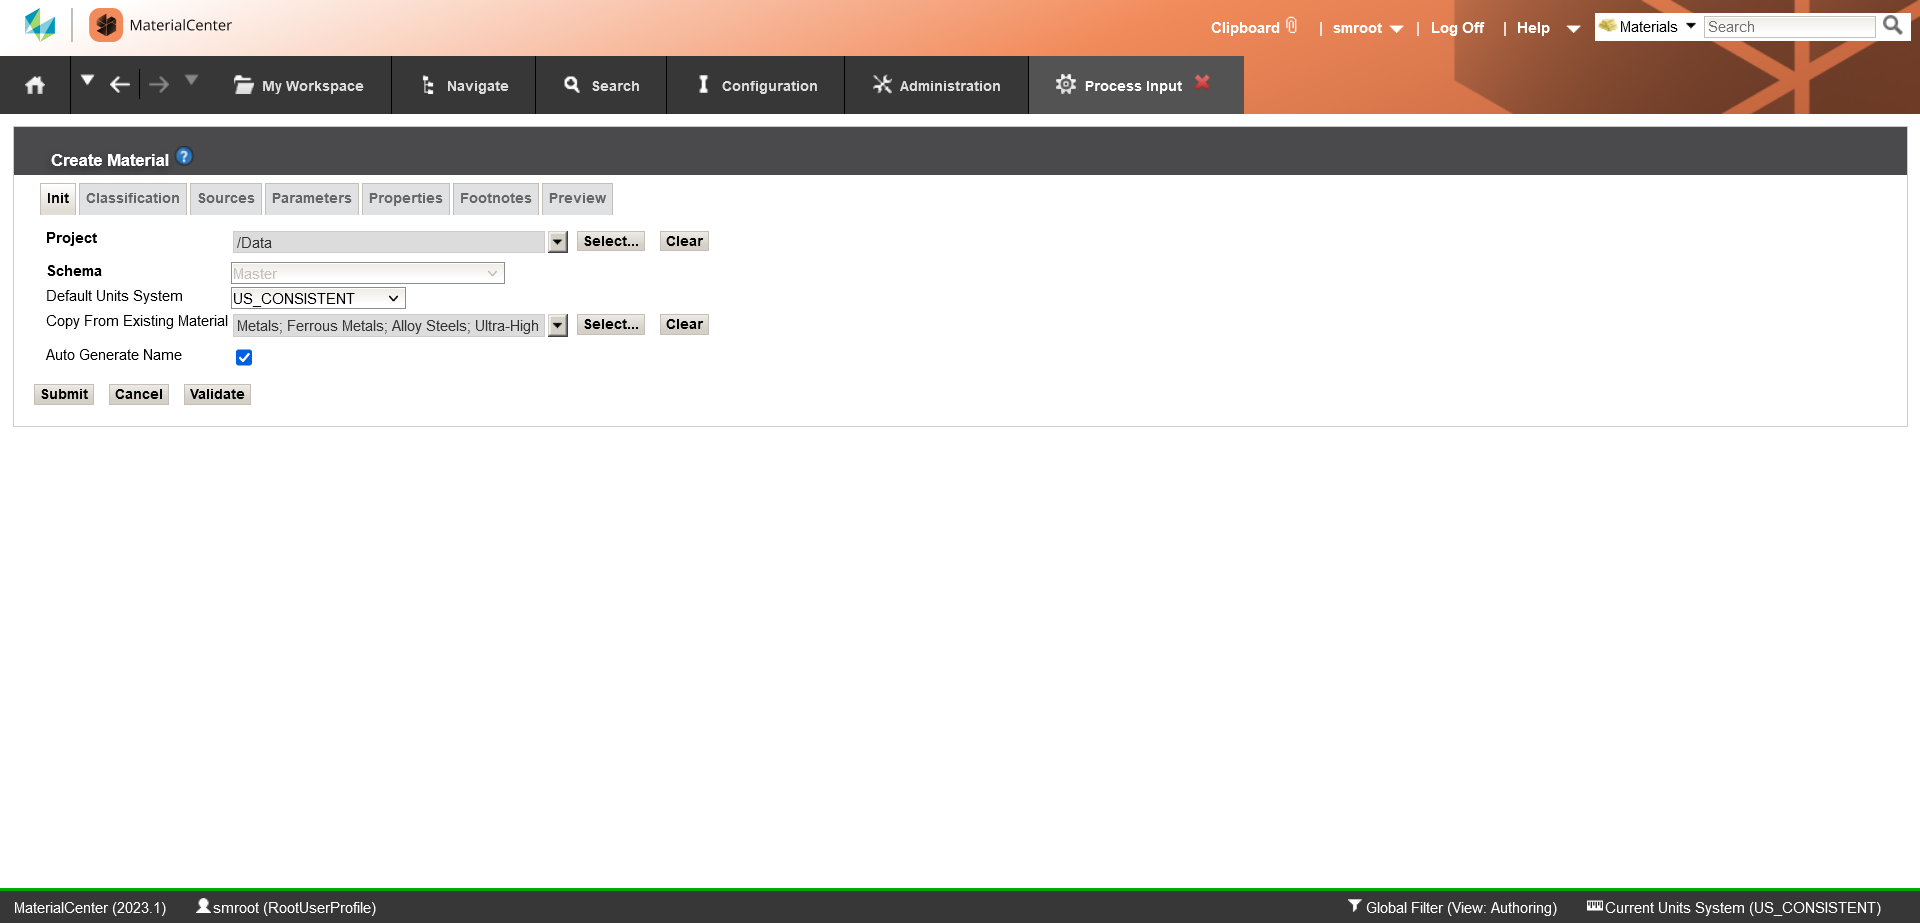 MaterialCenter
Clipboard | smroot | Log Off | Help Materials Search
My Workspace Navigate Search Configuration Administration Process Input
Create Material ?
Init Classification Sources Parameters Properties Footnotes Preview
Project /Data Select... Clear
Schema Master
Default Units System US_CONSISTENT
Copy From Existing Material Metals; Ferrous Metals; Alloy Steels; Ultra-High Select... Clear
Auto Generate Name
Submit Cancel Validate
MaterialCenter (2023.1) smroot (RootUserProfile) Global Filter (View: Authoring) Current Units System (US_CONSISTENT)